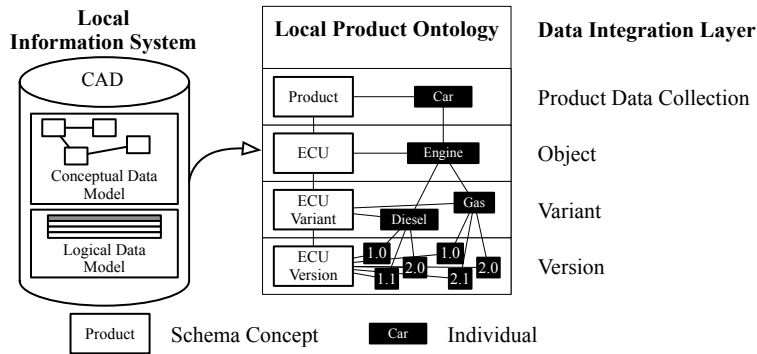 Local
Information System
CAD
Conceptual Data
Model
Logical Data
Model
Local Product Ontology
Data Integration Layer
Product
Car
Product Data Collection
ECU
Engine
Object
ECU
Variant
Diesel
Gas
Variant
ECU
Version
1.0
1.1
2.0
1.0
2.1
2.0
Version
Product
Schema Concept
Car
Individual